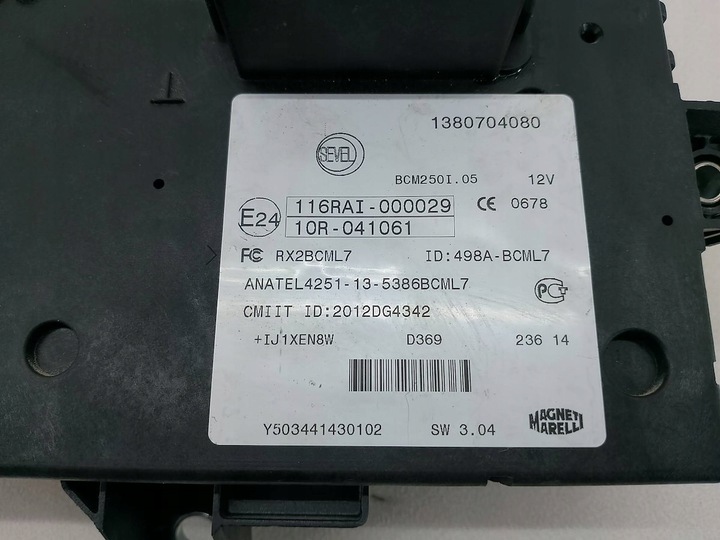 1380704080
SEVEL
BCM250I.05 12V
E24 116RAI-000029 CE 0678
10R-041061
FC RX2BCML7 ID:498A-BCML7
ANATEL4251-13-5386BCML7
CMIIT ID:2012DG4342
+IJ1XEN8W D369 236 14
Y503441430102 SW 3.04
MAGNETI
MARELLI